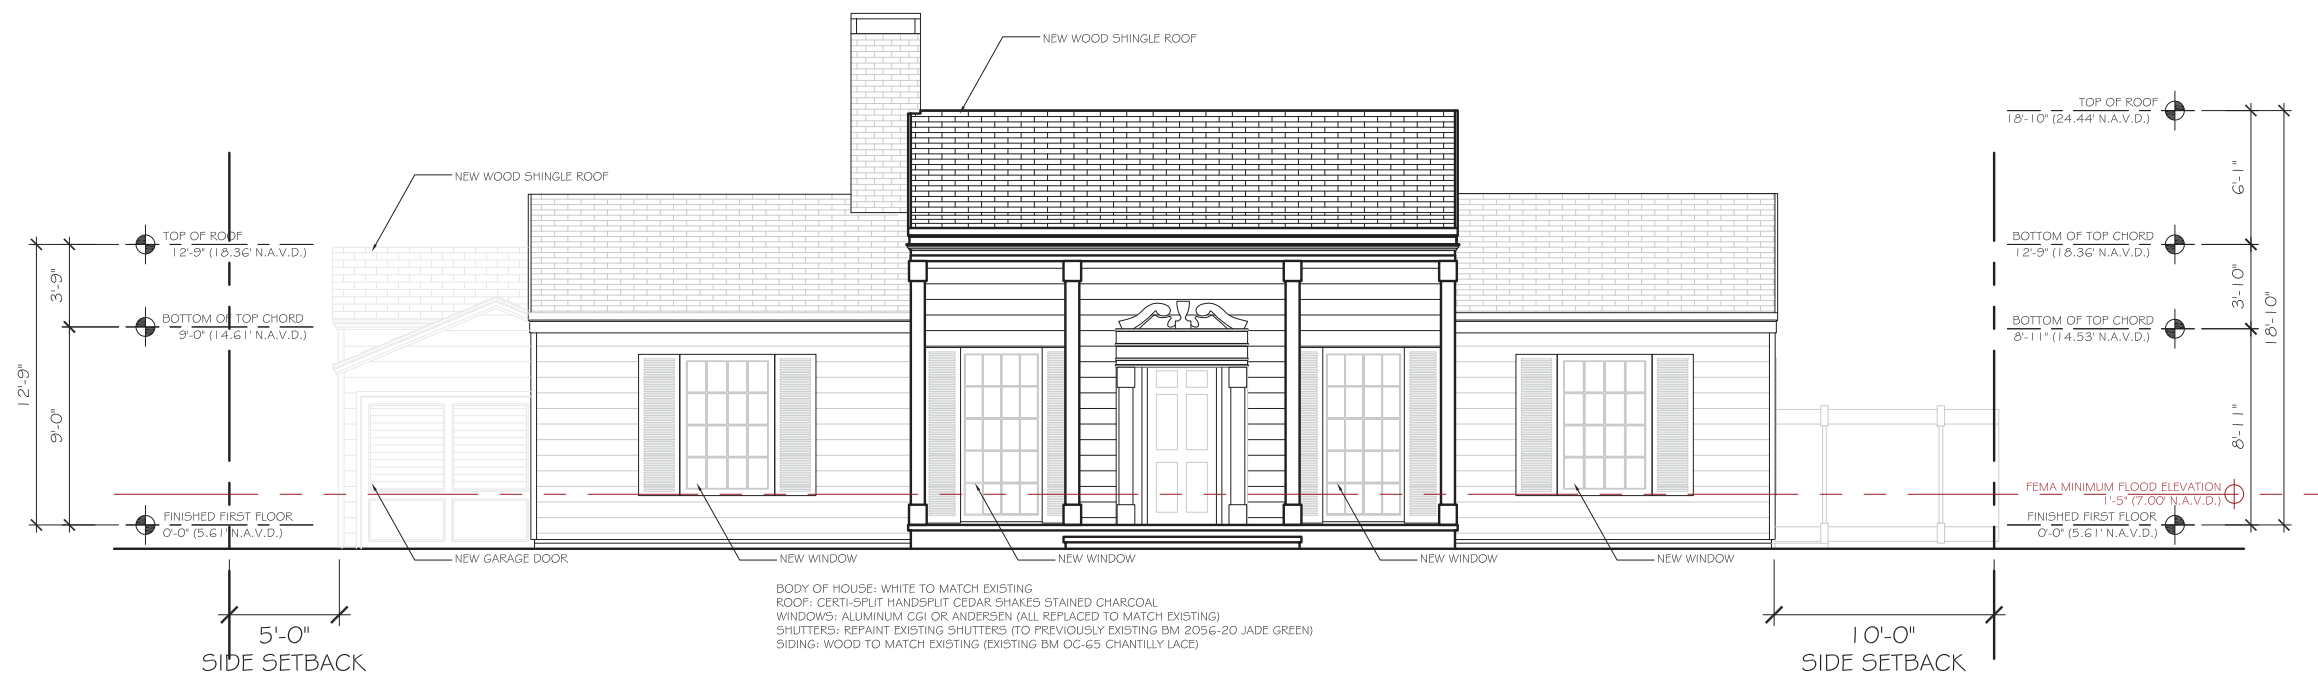 NEW WOOD SHINGLE ROOF
NEW WOOD SHINGLE ROOF
TOP OF ROOF
12'-9" (18.36' N.A.V.D.)
BOTTOM OF TOP CHORD
9'-0" (14.61' N.A.V.D.)
FINISHED FIRST FLOOR
0'-0" (5.61' N.A.V.D.)
12'-9"
3'-9"
9'-0"
TOP OF ROOF
18'-10" (24.44' N.A.V.D.)
BOTTOM OF TOP CHORD
12'-9" (18.36' N.A.V.D.)
BOTTOM OF TOP CHORD
8'-11" (14.53' N.A.V.D.)
FEMA MINIMUM FLOOD ELEVATION
1'-5" (7.00' N.A.V.D.)
FINISHED FIRST FLOOR
0'-0" (5.61' N.A.V.D.)
6'-1"
3'-10"
8'-11"
18'-10"
NEW GARAGE DOOR
NEW WINDOW
NEW WINDOW
NEW WINDOW
NEW WINDOW
BODY OF HOUSE: WHITE TO MATCH EXISTING
ROOF: CERTI-SPLIT HANDSPLIT CEDAR SHAKES STAINED CHARCOAL
WINDOWS: ALUMINUM CGI OR ANDERSEN (ALL REPLACED TO MATCH EXISTING)
SHUTTERS: REPAINT EXISTING SHUTTERS (TO PREVIOUSLY EXISTING BM 2056-20 JADE GREEN)
SIDING: WOOD TO MATCH EXISTING (EXISTING BM OC-65 CHANTILLY LACE)
5'-0"
SIDE SETBACK
10'-0"
SIDE SETBACK